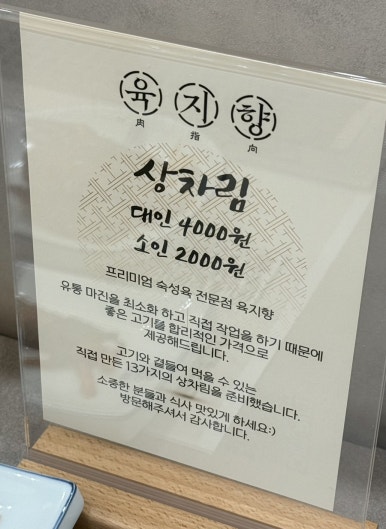 육지향
肉指向
상차림
대인 4000원
소인 2000원
프리미엄 숙성육 전문점 육지향
유통 마진을 최소화 하고 직접 작업을 하기 때문에
좋은 고기를 합리적인 가격으로
제공해드립니다.
고기와 곁들여 먹을 수 있는
직접 만든 13가지의 상차림을 준비했습니다.
소중한 분들과 식사 맛있게 하세요:)
방문해주셔서 감사합니다.